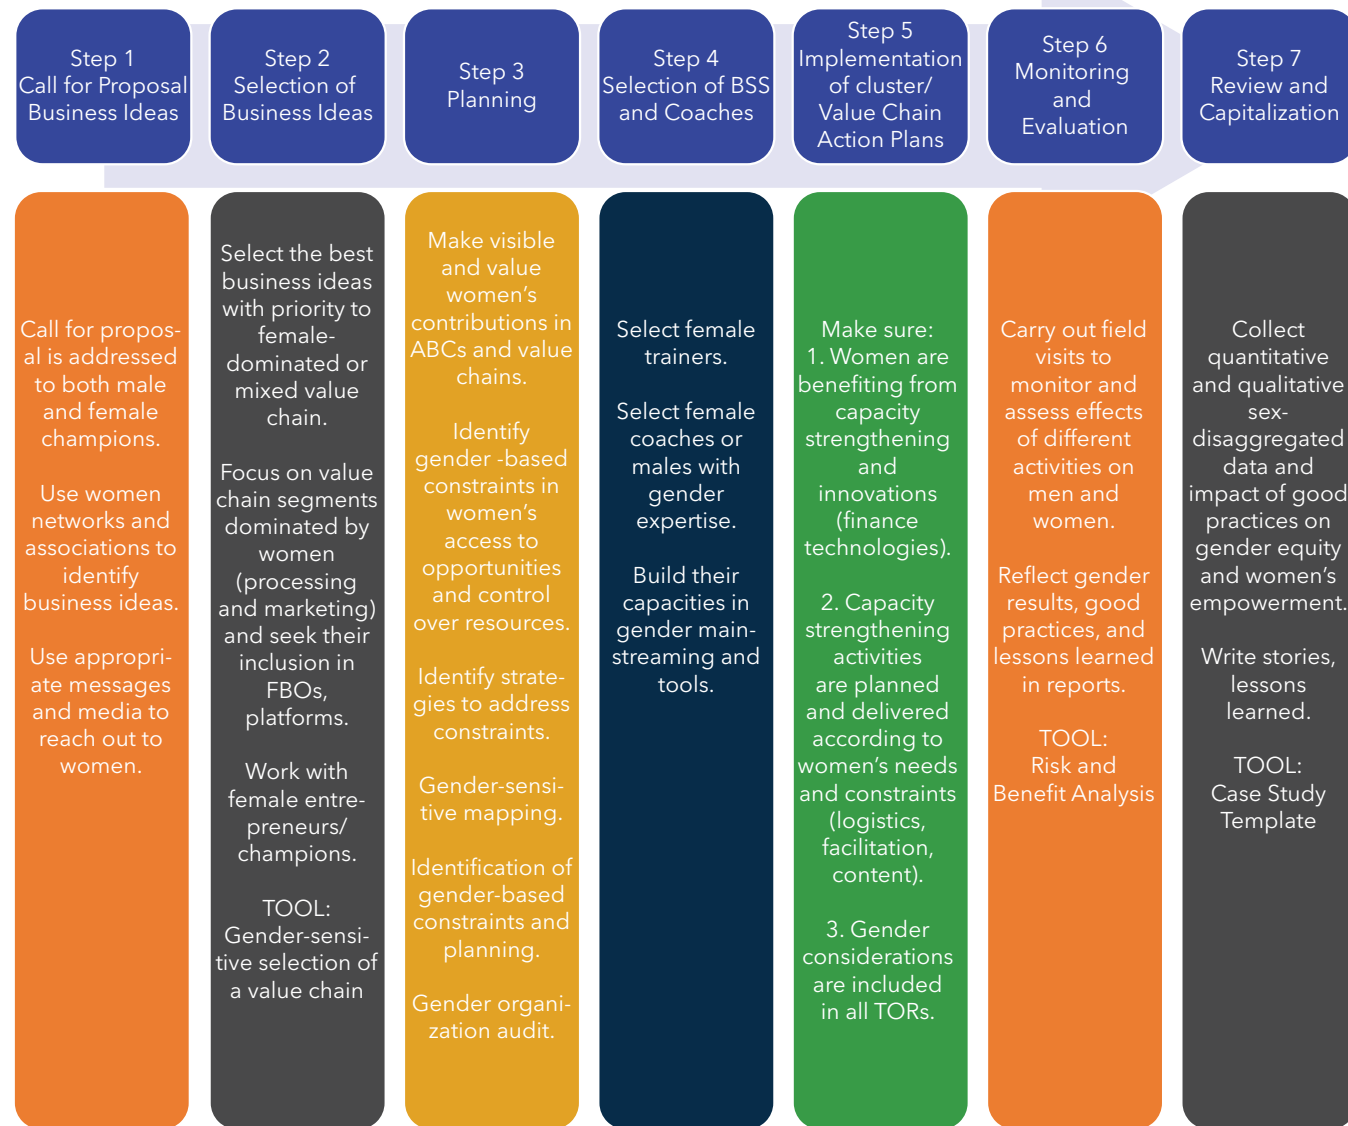 Step 1
Call for Proposal
Business Ideas
Step 2
Selection of
Business Ideas
Step 3
Planning
Step 4
Selection of BSS
and Coaches
Step 5
Implementation
of cluster/
Value Chain
Action Plans
Step 6
Monitoring
and
Evaluation
Step 7
Review and
Capitalization
Call for propos-
al is addressed
to both male
and female
champions.
Use women
networks and
associations to
identify
business ideas.
Use appropri-
ate messages
and media to
reach out to
women.
Select the best
business ideas
with priority to
female-
dominated or
mixed value
chain.
Focus on value
chain segments
dominated by
women
(processing
and marketing)
and seek their
inclusion in
FBOs,
platforms.
Work with
female entre-
preneurs/
champions.
TOOL:
Gender-sensi-
tive selection of
a value chain
Make visible
and value
women's
contributions in
ABCs and value
chains.
Identify
gender -based
constraints in
women's
access to
opportunities
and control
over resources.
Identify strate-
gies to address
constraints.
Gender-sensi-
tive mapping.
Identification of
gender-based
constraints and
planning.
Gender organi-
zation audit.
Select female
trainers.
Select female
coaches or
males with
gender
expertise.
Build their
capacities in
gender main-
streaming and
tools.
Make sure:
1. Women are
benefiting from
capacity
strengthening
and
innovations
(finance
technologies).
2. Capacity
strengthening
activities
are planned
and delivered
according to
women's needs
and constraints
(logistics,
facilitation,
content).
3. Gender
considerations
are included
in all TORs.
Carry out field
visits to
monitor and
assess effects
of different
activities on
men and
women.
Reflect gender
results, good
practices, and
lessons learned
in reports.
TOOL:
Risk and
Benefit Analysis
Collect
quantitative
and qualitative
sex-
disaggregated
data and
impact of good
practices on
gender equity
and women's
empowerment.
Write stories,
lessons
learned.
TOOL:
Case Study
Template